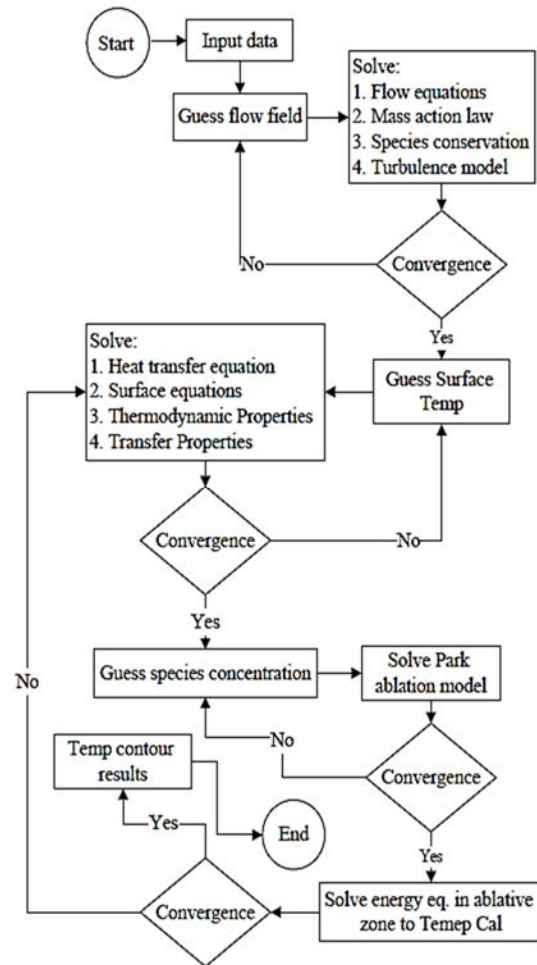 Start
Input data
Guess flow field
Solve:
1. Flow equations
2. Mass action law
3. Species conservation
4. Turbulence model
Convergence
No
Yes
Guess Surface
Temp
Solve:
1. Heat transfer equation
2. Surface equations
3. Thermodynamic Properties
4. Transfer Properties
Convergence
No
Yes
Guess species concentration
Solve Park
ablation model
Convergence
No
Yes
Solve energy eq. in ablative
zone to Temep Cal
Convergence
No
Yes
Temp contour
results
End